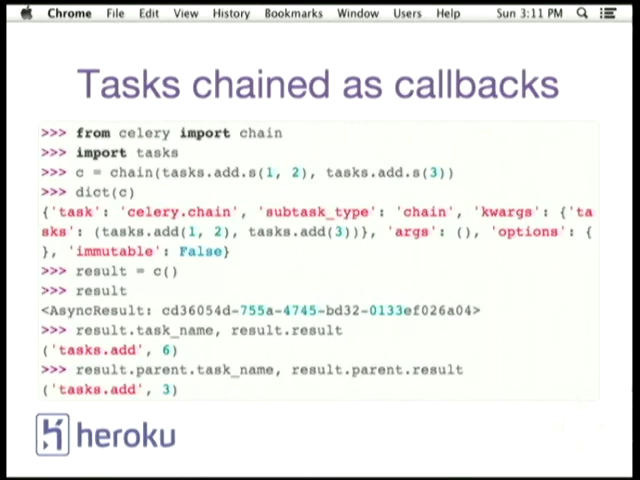 Chrome File Edit View History Bookmarks Window Users Help Sun 3:11 PM
Tasks chained as callbacks
>>> from celery import chain
>>> import tasks
>>> c = chain(tasks.add.s(1, 2), tasks.add.s(3))
>>> dict(c)
{'task': 'celery.chain', 'subtask_type': 'chain', 'kwargs': {'ta
sks': (tasks.add(1, 2), tasks.add(3))}, 'args': (), 'options': {
}, 'immutable': False}
>>> result = c()
>>> result
<AsyncResult: cd36054d-755a-4745-bd32-0133ef026a04>
>>> result.task_name, result.result
('tasks.add', 6)
>>> result.parent.task_name, result.parent.result
('tasks.add', 3)
heroku